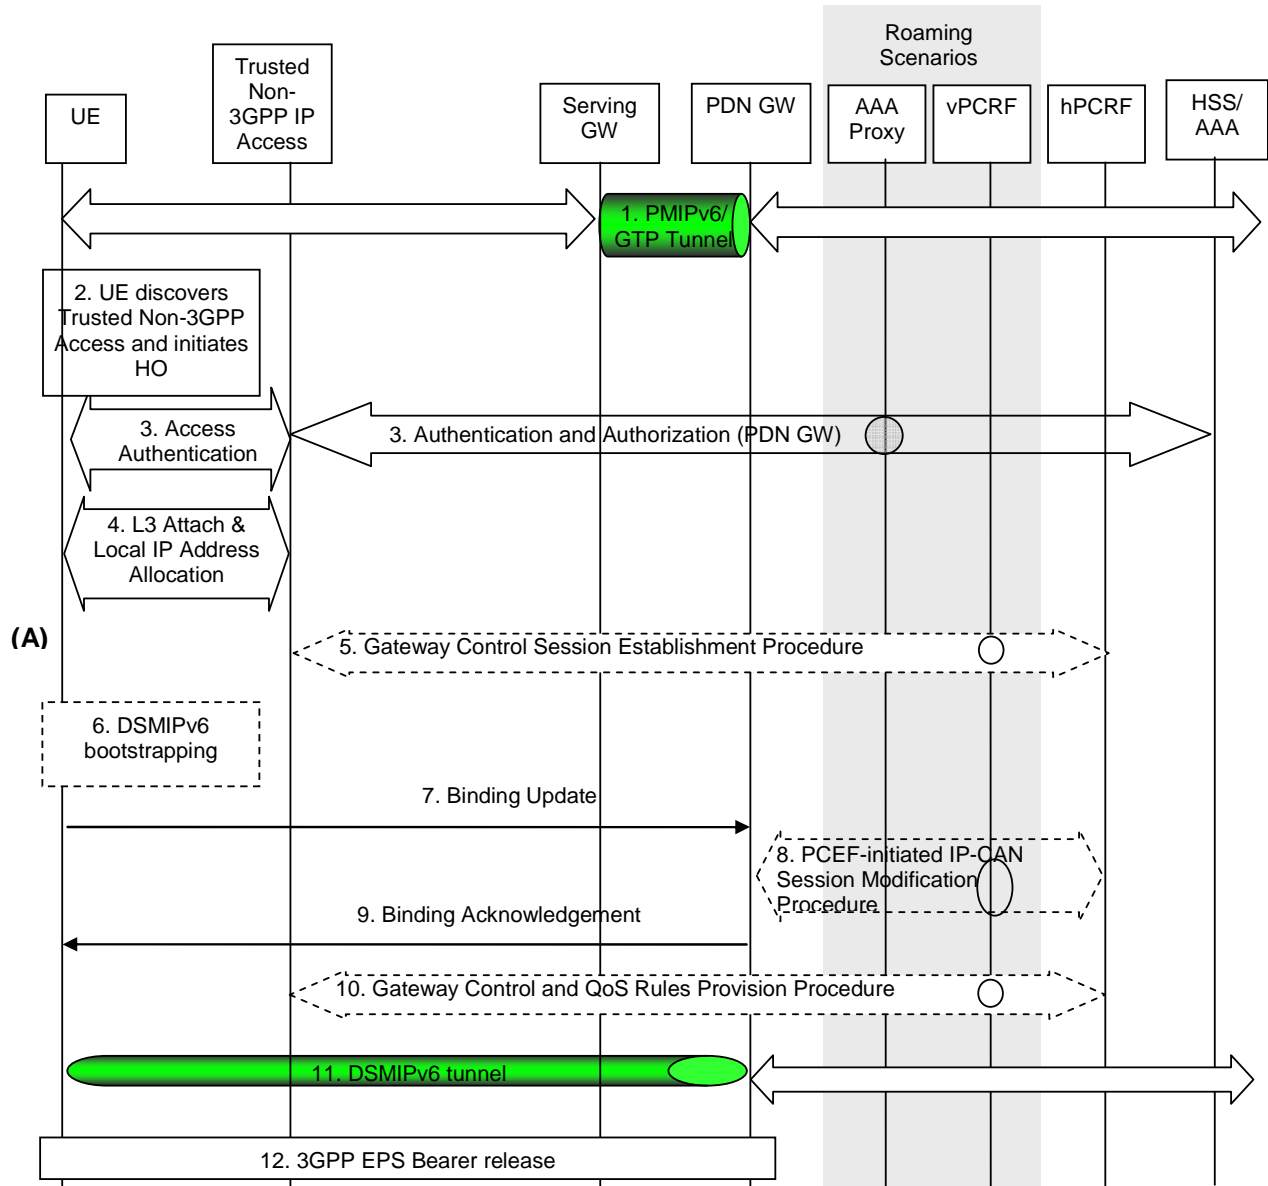 Roaming
Scenarios
UE
Trusted
Non-
3GPP IP
Access
Serving
GW
PDN GW
AAA
Proxy
vPCRF
hPCRF
HSS/
AAA
1. PMIPv6/
GTP Tunnel
2. UE discovers
Trusted Non-3GPP
Access and initiates
HO
3. Access
Authentication
3. Authentication and Authorization (PDN GW)
4. L3 Attach &
Local IP Address
Allocation
(A)
5. Gateway Control Session Establishment Procedure
6. DSMIPv6
bootstrapping
7. Binding Update
8. PCEF-initiated IP-CAN
Session Modification
Procedure
9. Binding Acknowledgement
10. Gateway Control and QoS Rules Provision Procedure
11. DSMIPv6 tunnel
12. 3GPP EPS Bearer release